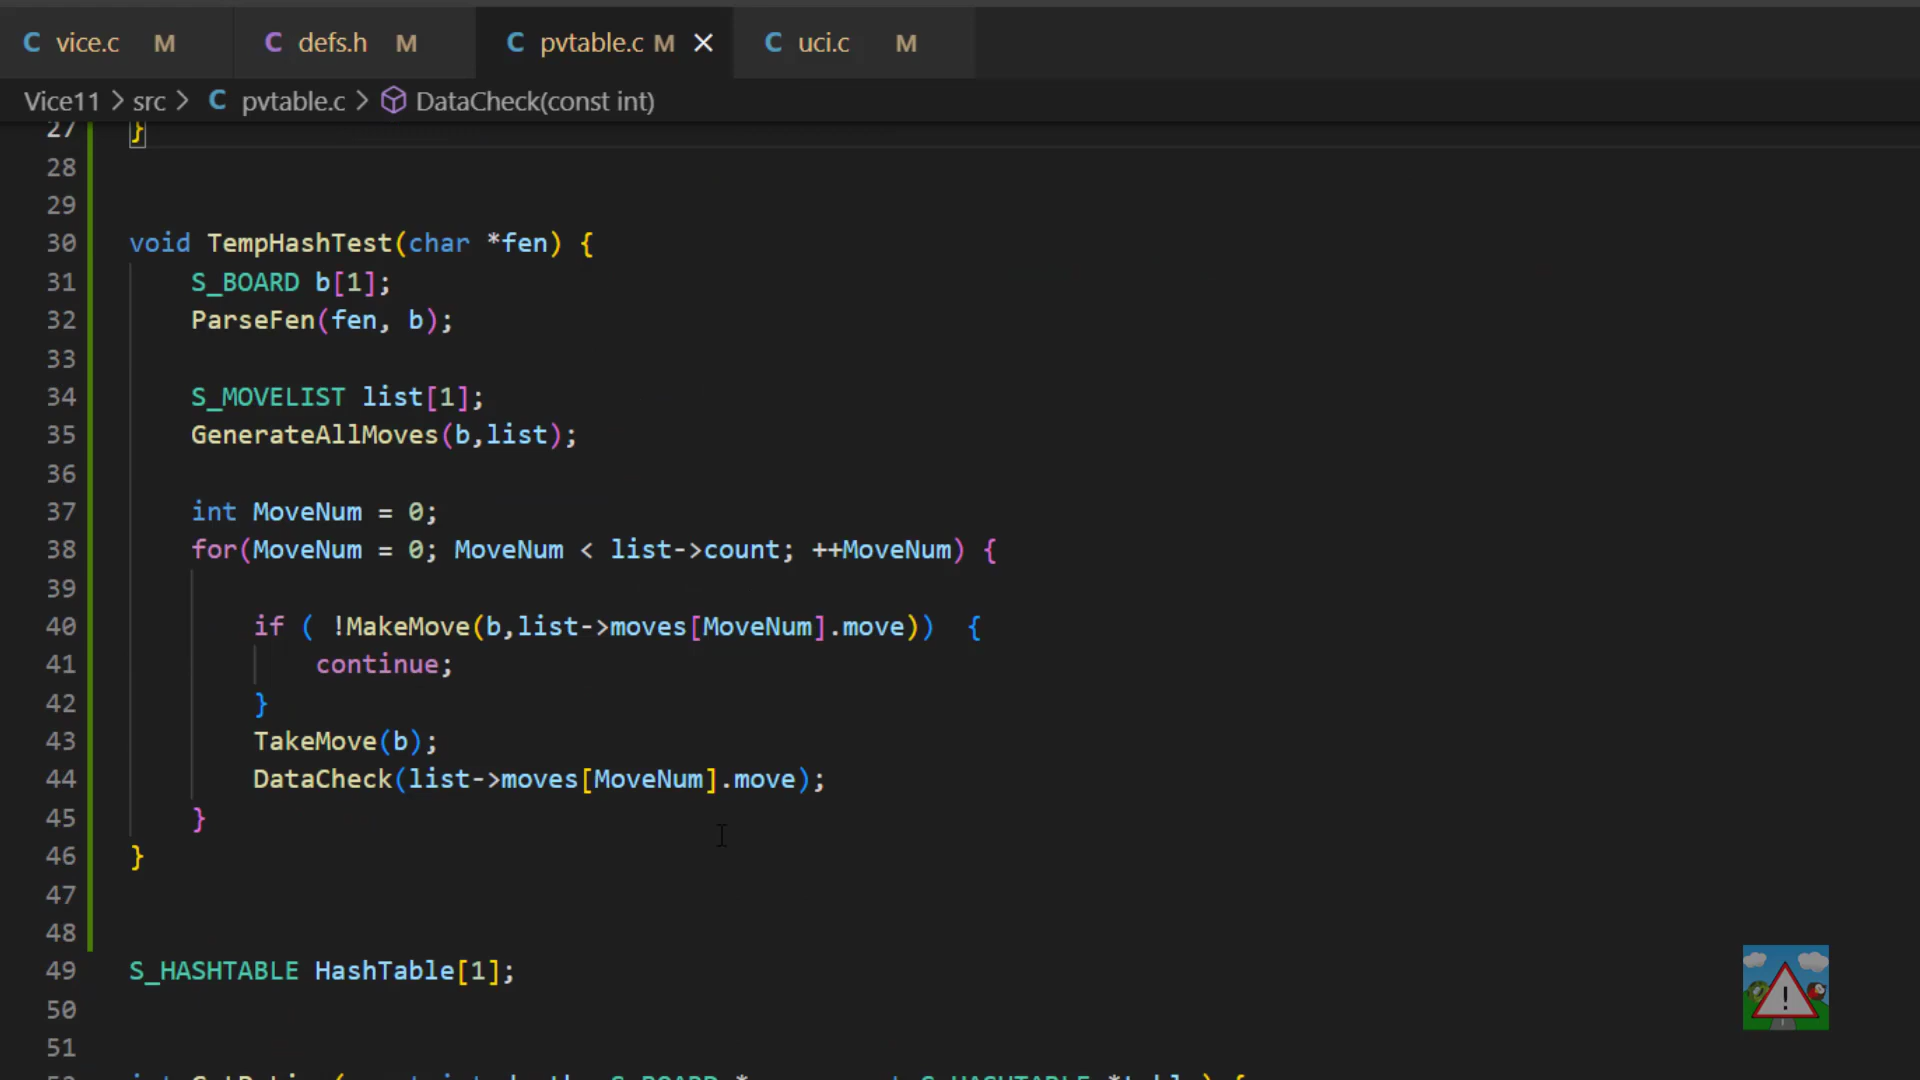 C vice.c M C defs.h M C pvtable.c M × C uci.c M
Vice11 > src > C pvtable.c > DataCheck(const int)
27 }
28
29
30 void TempHashTest(char *fen) {
31 S_BOARD b[1];
32 ParseFen(fen, b);
33
34 S_MOVELIST list[1];
35 GenerateAllMoves(b,list);
36
37 int MoveNum = 0;
38 for(MoveNum = 0; MoveNum < list->count; ++MoveNum) {
39
40 if ( !MakeMove(b,list->moves[MoveNum].move))  {
41 continue;
42 }
43 TakeMove(b);
44 DataCheck(list->moves[MoveNum].move);
45 }
46 }
47
48
49 S_HASHTABLE HashTable[1];
50
51